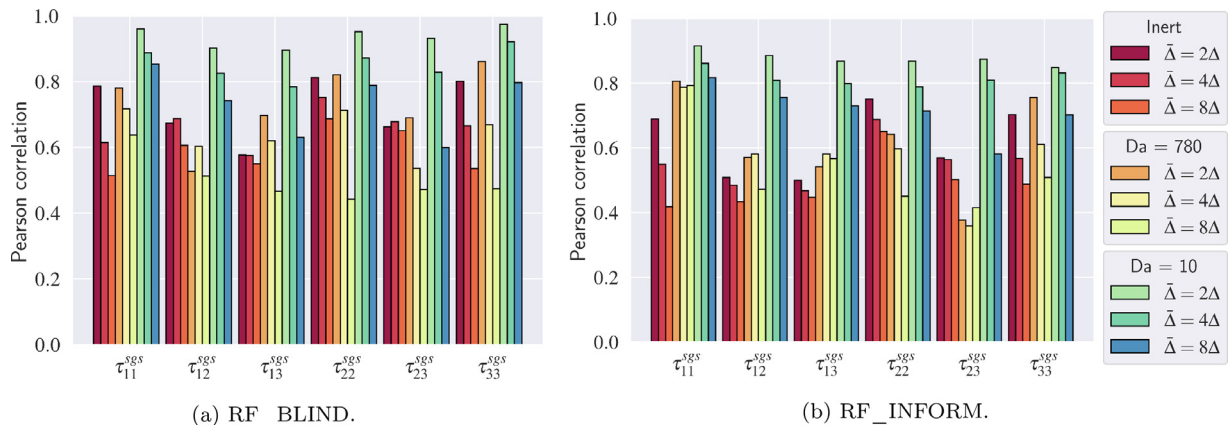 1.0
0.8
0.6
0.4
0.2
0.0
Pearson correlation
τ₁₁ˢᵍˢ τ₁₂ˢᵍˢ τ₁₃ˢᵍˢ τ₂₂ˢᵍˢ τ₂₃ˢᵍˢ τ₃₃ˢᵍˢ
(a) RF_BLIND.
1.0
0.8
0.6
0.4
0.2
0.0
Pearson correlation
τ₁₁ˢᵍˢ τ₁₂ˢᵍˢ τ₁₃ˢᵍˢ τ₂₂ˢᵍˢ τ₂₃ˢᵍˢ τ₃₃ˢᵍˢ
(b) RF_INFORM.
Inert
Δ̄ = 2Δ
Δ̄ = 4Δ
Δ̄ = 8Δ
Da = 780
Δ̄ = 2Δ
Δ̄ = 4Δ
Δ̄ = 8Δ
Da = 10
Δ̄ = 2Δ
Δ̄ = 4Δ
Δ̄ = 8Δ